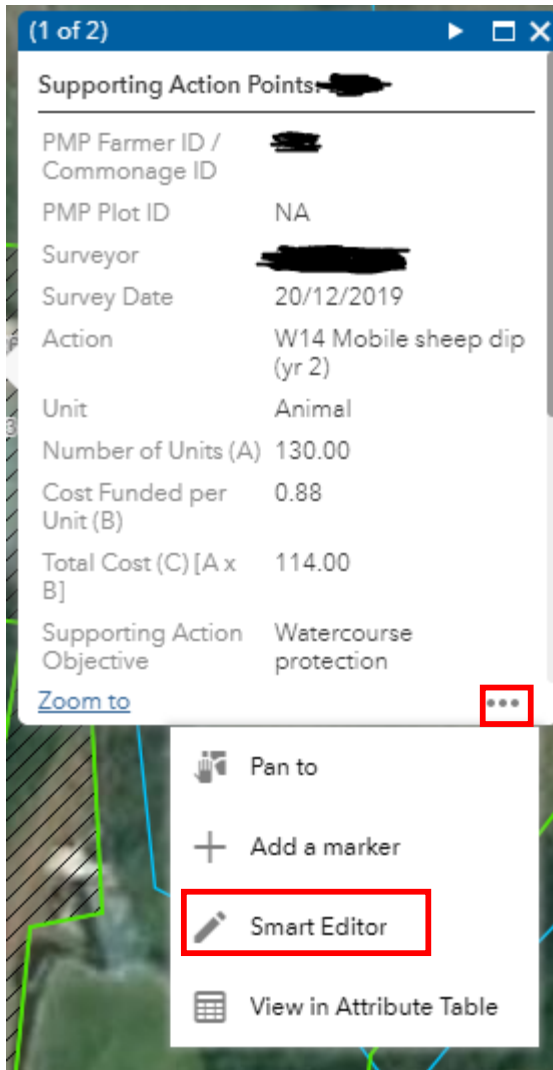 (1 of 2)
Supporting Action Points:
PMP Farmer ID /
Commonage ID
PMP Plot ID NA
Surveyor
Survey Date 20/12/2019
Action W14 Mobile sheep dip
(yr 2)
Unit Animal
Number of Units (A) 130.00
Cost Funded per 0.88
Unit (B)
Total Cost (C) [A x 114.00
B]
Supporting Action Watercourse
Objective protection
Zoom to
Pan to
Add a marker
Smart Editor
View in Attribute Table